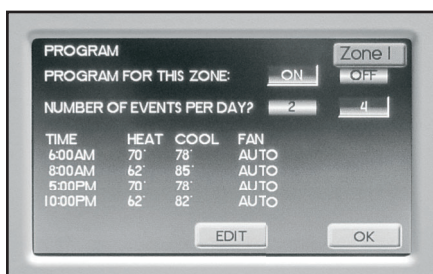 PROGRAM
Zone 1
PROGRAM FOR THIS ZONE: ON OFF
NUMBER OF EVENTS PER DAY? 2 4
TIME HEAT COOL FAN
6:00AM 70° 78° AUTO
8:00AM 62° 85° AUTO
5:00PM 70° 78° AUTO
10:00PM 62° 82° AUTO
EDIT OK